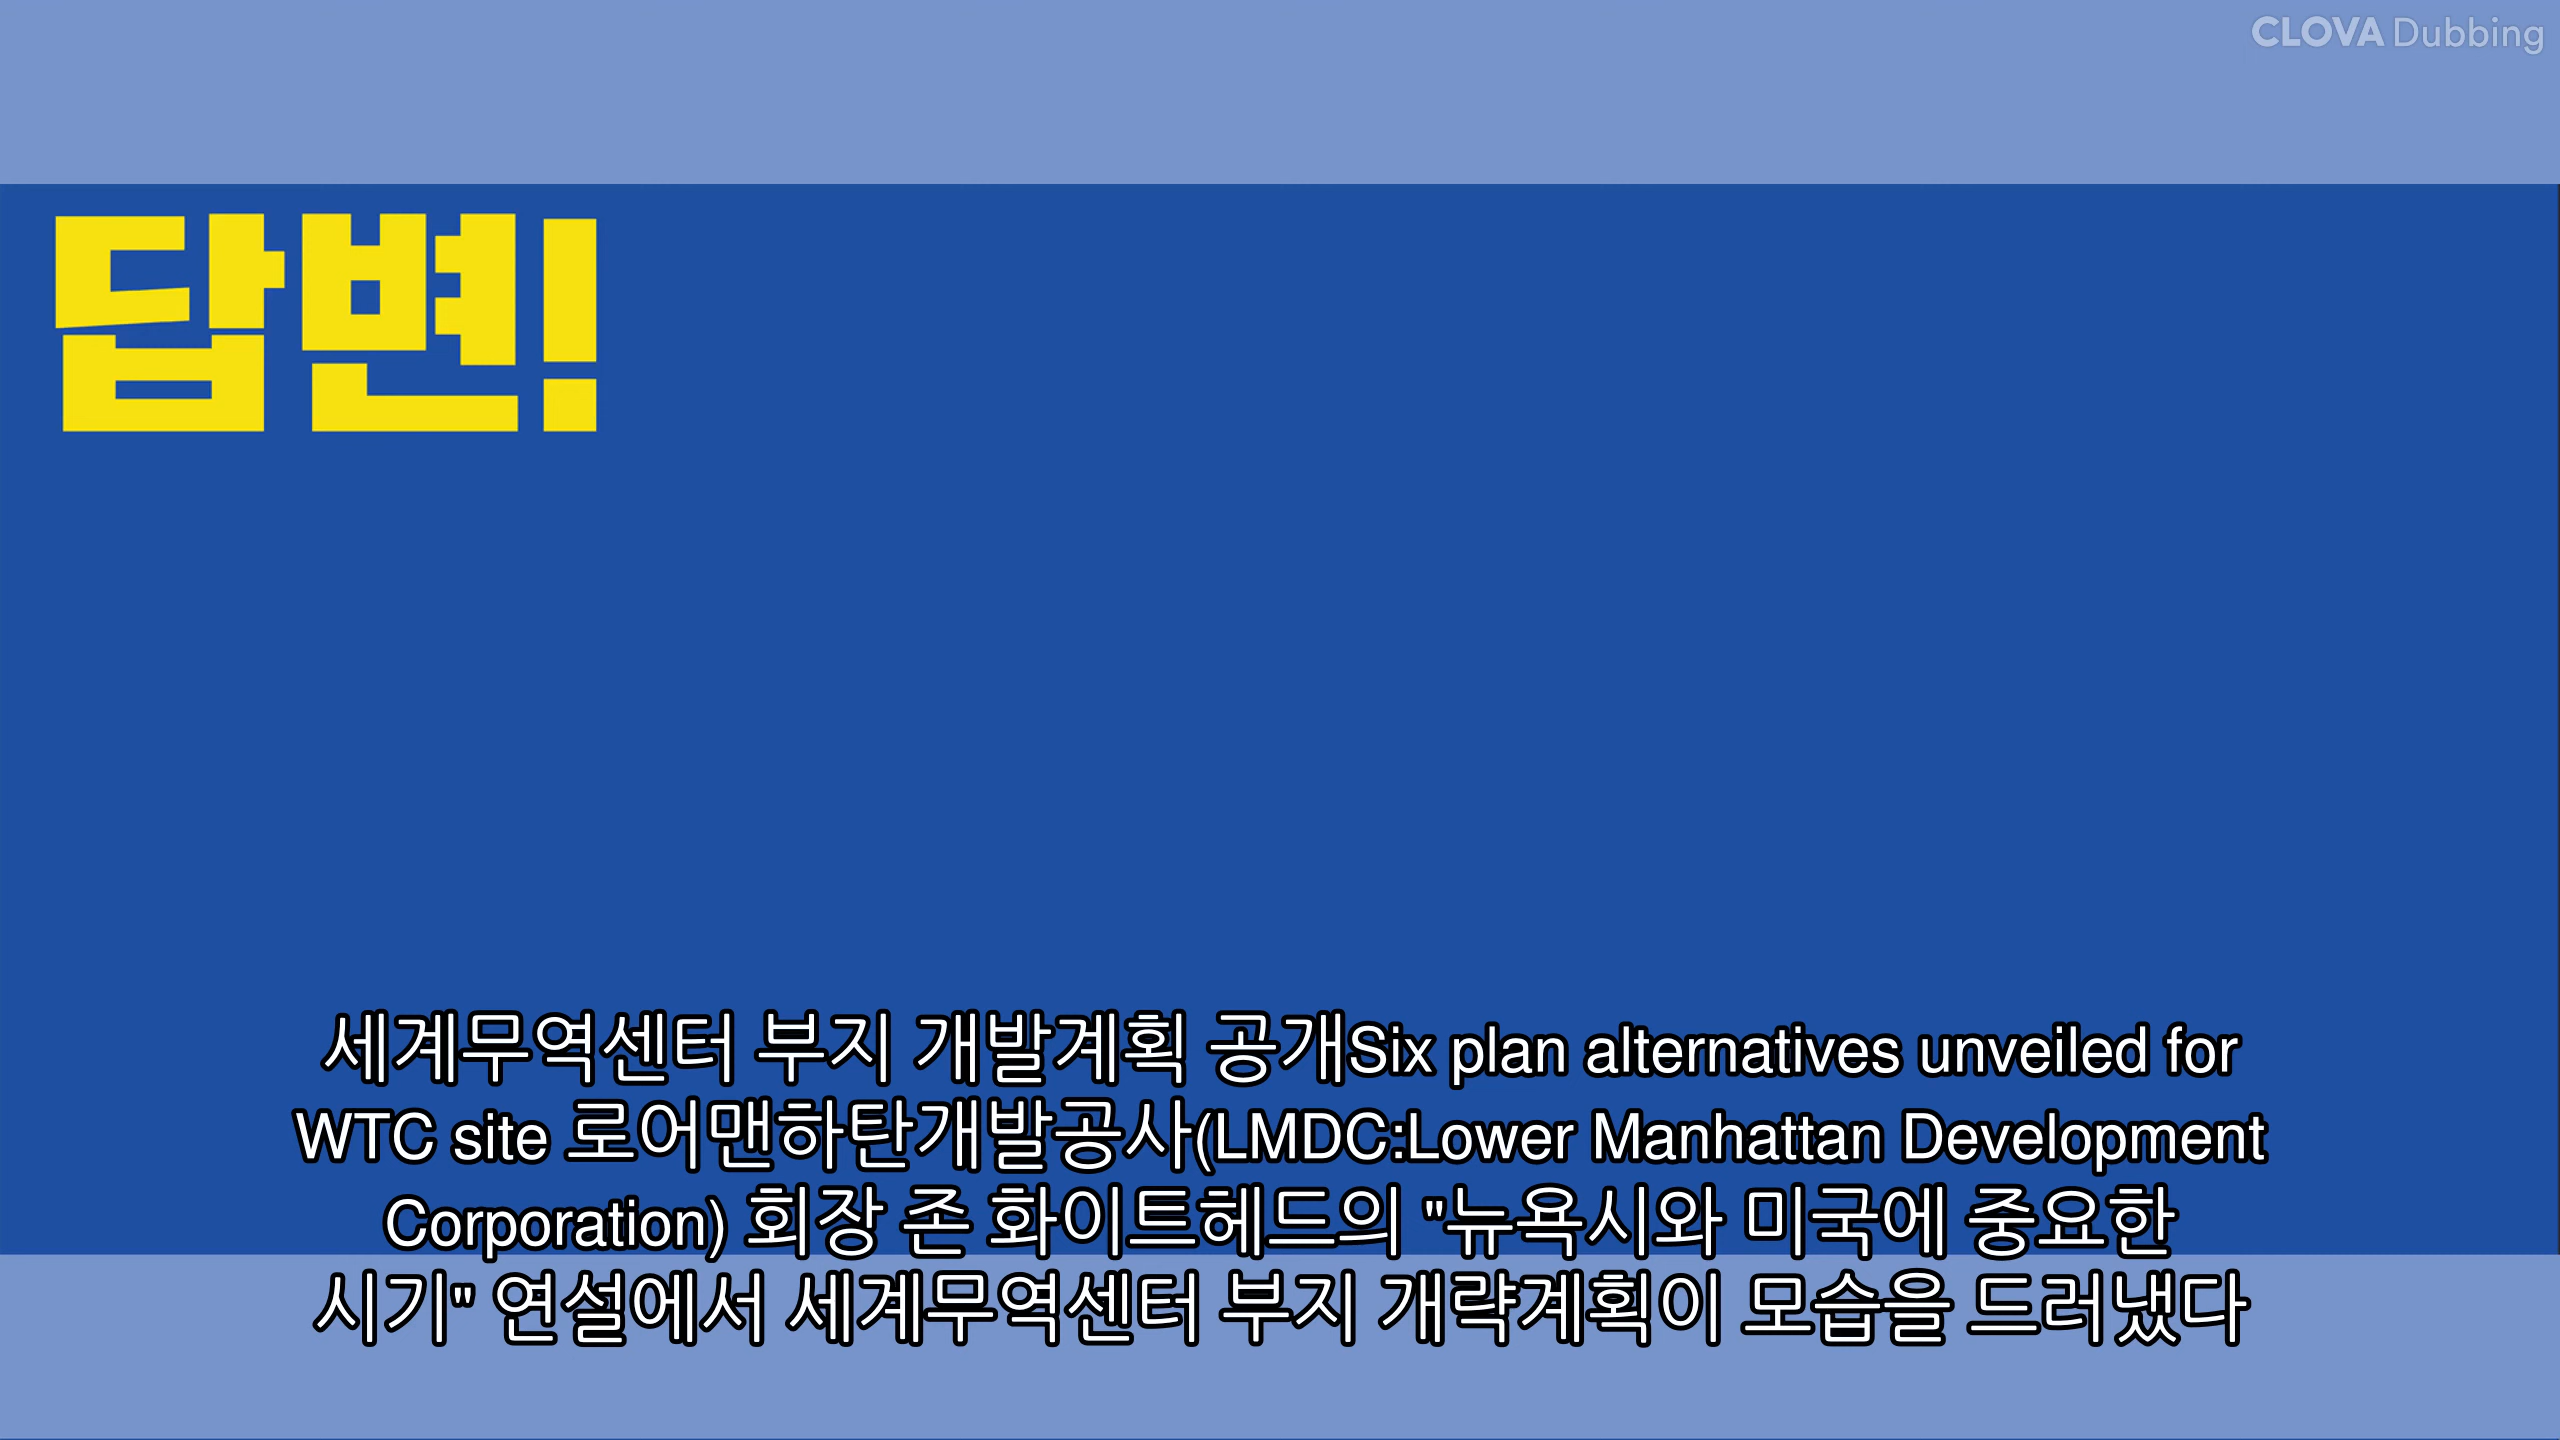 CLOVA Dubbing
답변!
세계무역센터 부지 개발계획 공개Six plan alternatives unveiled for
WTC site 로어맨하탄개발공사(LMDC:Lower Manhattan Development
Corporation) 회장 존 화이트헤드의 "뉴욕시와 미국에 중요한
시기" 연설에서 세계무역센터 부지 개략계획이 모습을 드러냈다